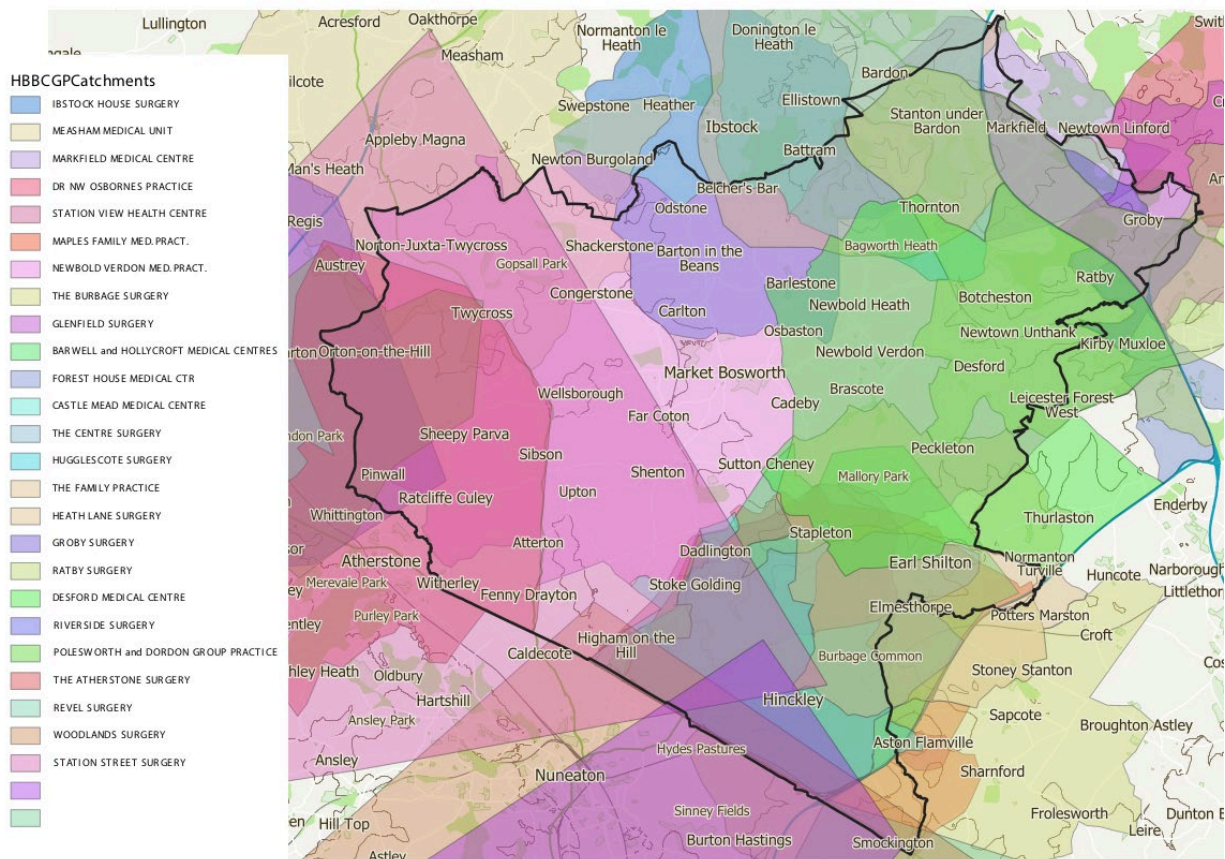 Lullington
Acresford
Oakthorpe
Measham
Normanton le
Heath
Donington le
Heath
Bardon
HBBCGPCatchments
IBSTOCK HOUSE SURGERY
MEASHAM MEDICAL UNIT
MARKFIELD MEDICAL CENTRE
DR NW OSBORNES PRACTICE
STATION VIEW HEALTH CENTRE
MAPLES FAMILY MED.PRACT.
NEWBOLD VERDON MED.PRACT.
THE BURBAGE SURGERY
GLENFIELD SURGERY
BARWELL and HOLLYCROFT MEDICAL CENTRES
FOREST HOUSE MEDICAL CTR
CASTLE MEAD MEDICAL CENTRE
THE CENTRE SURGERY
HUGGLESCOTE SURGERY
THE FAMILY PRACTICE
HEATH LANE SURGERY
GROBY SURGERY
RATBY SURGERY
DESFORD MEDICAL CENTRE
RIVERSIDE SURGERY
POLESWORTH and DORDON GROUP PRACTICE
THE ATHERSTONE SURGERY
REVEL SURGERY
WOODLANDS SURGERY
STATION STREET SURGERY
Swepstone
Heather
Ellistown
Stanton under
Bardon
Ibstock
Markfield
Newtown Linford
Appleby Magna
Battram
Newton Burgoland
Man's Heath
Belcher's Bar
Odstone
Thornton
Groby
Regis
Norton-Juxta-Twycross
Shackerstone
Barton in the
Beans
Bagworth Heath
Austrey
Gopsall Park
Ratby
Congerstone
Barlestone
Botcheston
Twycross
Carlton
Newbold Heath
Osbaston
Newtown Unthank
Kirby Muxloe
Orton-on-the-Hill
Newbold Verdon
Desford
Market Bosworth
Wellsborough
Brascote
Leicester Forest
West
Far Coton
Cadeby
Sheepy Parva
Sibson
Peckleton
Shenton
Sutton Cheney
Mallory Park
Pinwall
Upton
Ratcliffe Culey
Enderby
Whittington
Thurlaston
Stapleton
Atterton
Dadlington
Atherstone
Earl Shilton
Normanton
Turville
Narborough
Merevale Park
Witherley
Stoke Golding
Huncote
Fenny Drayton
Littlethorpe
Purley Park
Elmesthorpe
Potters Marston
Higham on the
Hill
Croft
Caldecote
Burbage Common
Stoney Stanton
Oldbury
Hartshill
Hinckley
Ansley Park
Sapcote
Broughton Astley
Aston Flamville
Hydes Pastures
Ansley
Nuneaton
Sharnford
Sinney Fields
Frolesworth
Hill Top
Burton Hastings
Smockington
Leire
Astley